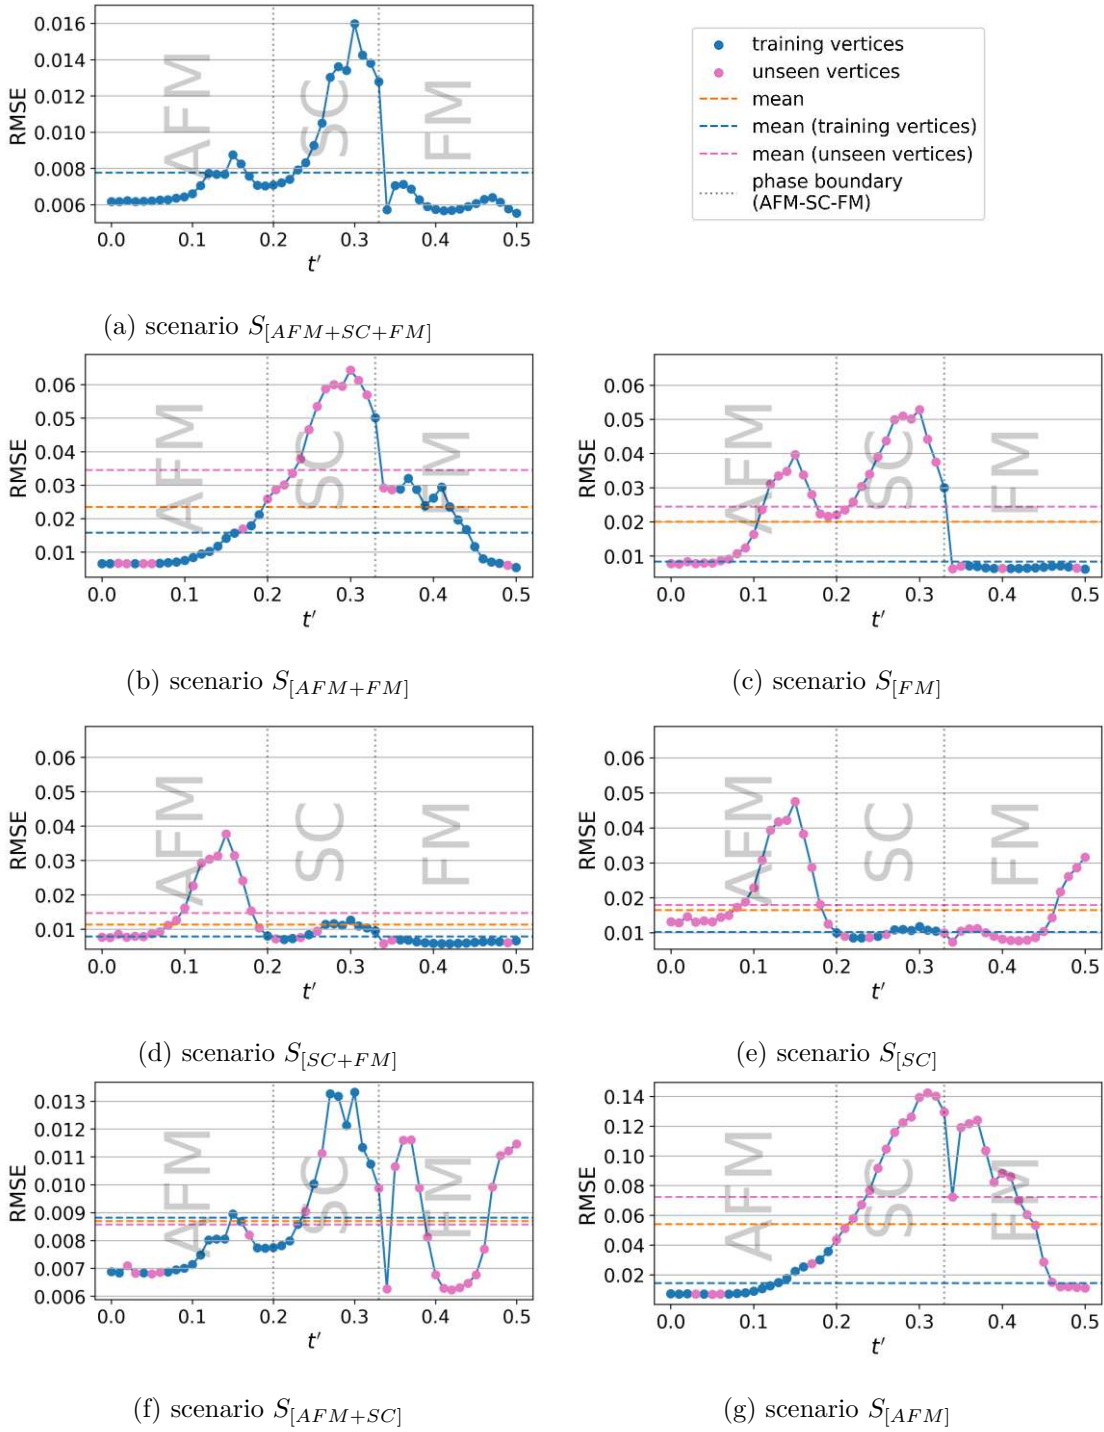 0.016
0.014
0.012
0.010
0.008
0.006
RMSE
AFM
SC
FM
0.0 0.1 0.2 0.3 0.4 0.5
t′
training vertices
unseen vertices
mean
mean (training vertices)
mean (unseen vertices)
phase boundary
(AFM-SC-FM)
(a) scenario S[AFM+SC+FM]
0.06
0.05
0.04
0.03
0.02
0.01
RMSE
AFM
SC
FM
0.0 0.1 0.2 0.3 0.4 0.5
t′
(b) scenario S[AFM+FM]
0.06
0.05
0.04
0.03
0.02
0.01
RMSE
AFM
SC
FM
0.0 0.1 0.2 0.3 0.4 0.5
t′
(c) scenario S[FM]
0.06
0.05
0.04
0.03
0.02
0.01
RMSE
AFM
SC
FM
0.0 0.1 0.2 0.3 0.4 0.5
t′
(d) scenario S[SC+FM]
0.06
0.05
0.04
0.03
0.02
0.01
RMSE
AFM
SC
FM
0.0 0.1 0.2 0.3 0.4 0.5
t′
(e) scenario S[SC]
0.013
0.012
0.011
0.010
0.009
0.008
0.007
0.006
RMSE
AFM
SC
FM
0.0 0.1 0.2 0.3 0.4 0.5
t′
(f) scenario S[AFM+SC]
0.14
0.12
0.10
0.08
0.06
0.04
0.02
RMSE
AFM
SC
FM
0.0 0.1 0.2 0.3 0.4 0.5
t′
(g) scenario S[AFM]